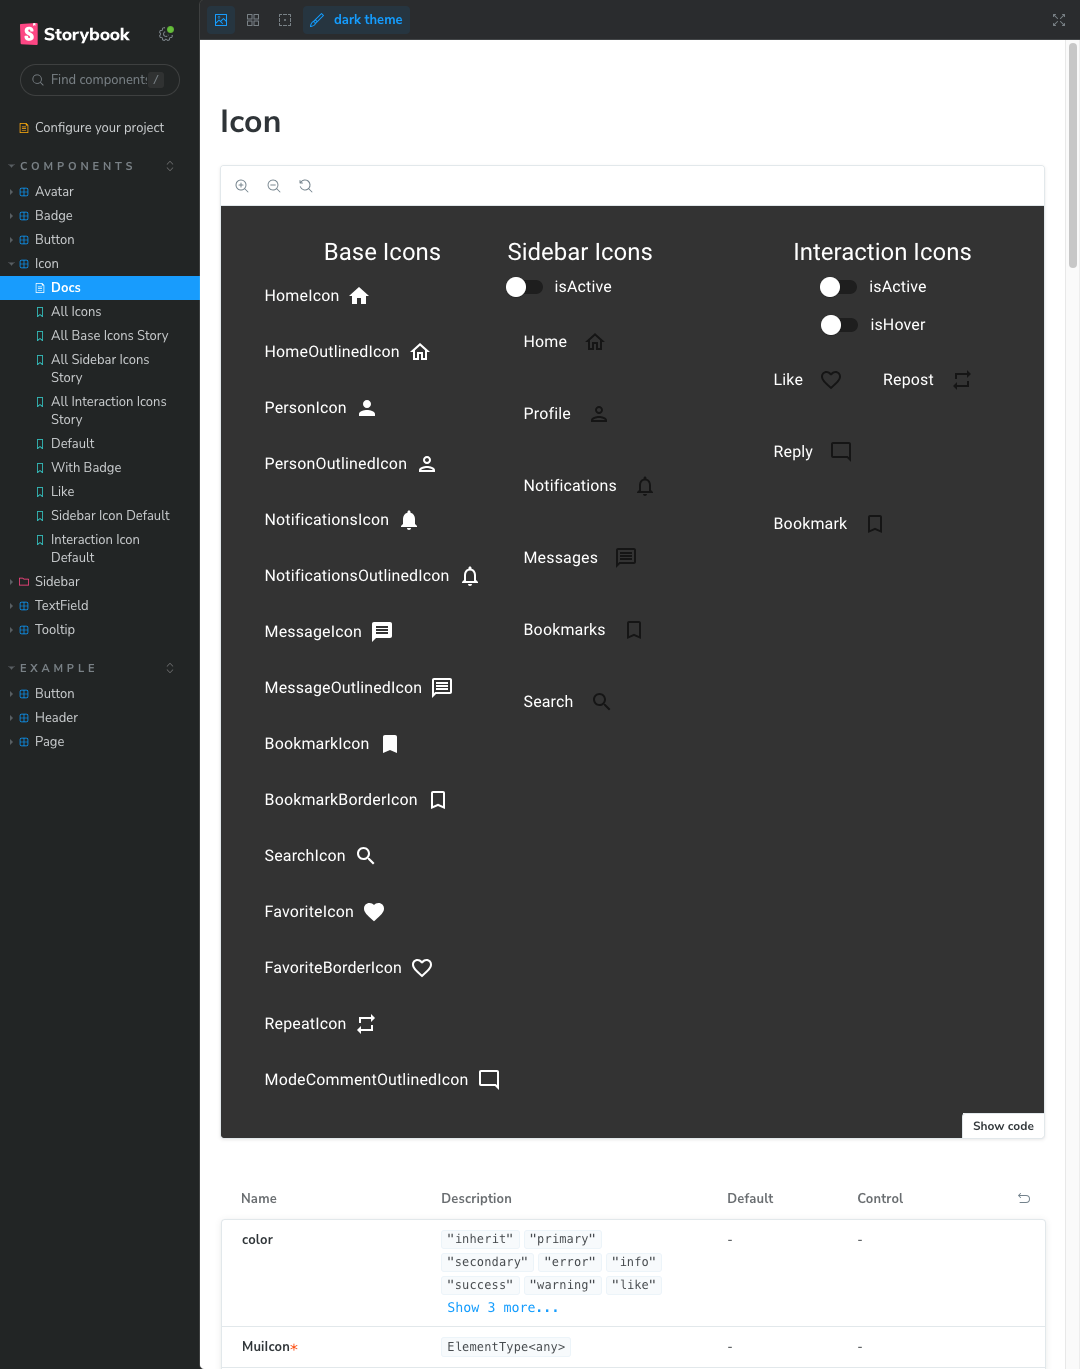 Storybook
Find components
/
Configure your project
COMPONENTS
Avatar
Badge
Button
Icon
Docs
All Icons
All Base Icons Story
All Sidebar Icons
Story
All Interaction Icons
Story
Default
With Badge
Like
Sidebar Icon Default
Interaction Icon
Default
Sidebar
TextField
Tooltip
EXAMPLE
Button
Header
Page
dark theme
Icon
Base Icons
HomeIcon
HomeOutlinedIcon
PersonIcon
PersonOutlinedIcon
NotificationsIcon
NotificationsOutlinedIcon
MessageIcon
MessageOutlinedIcon
BookmarkIcon
BookmarkBorderIcon
SearchIcon
FavoriteIcon
FavoriteBorderIcon
RepeatIcon
ModeCommentOutlinedIcon
Sidebar Icons
isActive
Home
Profile
Notifications
Messages
Bookmarks
Search
Interaction Icons
isActive
isHover
Like Repost
Reply
Bookmark
Show code
Name Description Default Control
color "inherit" "primary" - -
"secondary" "error" "info"
"success" "warning" "like"
Show 3 more...
MuiIcon* ElementType<any> - -